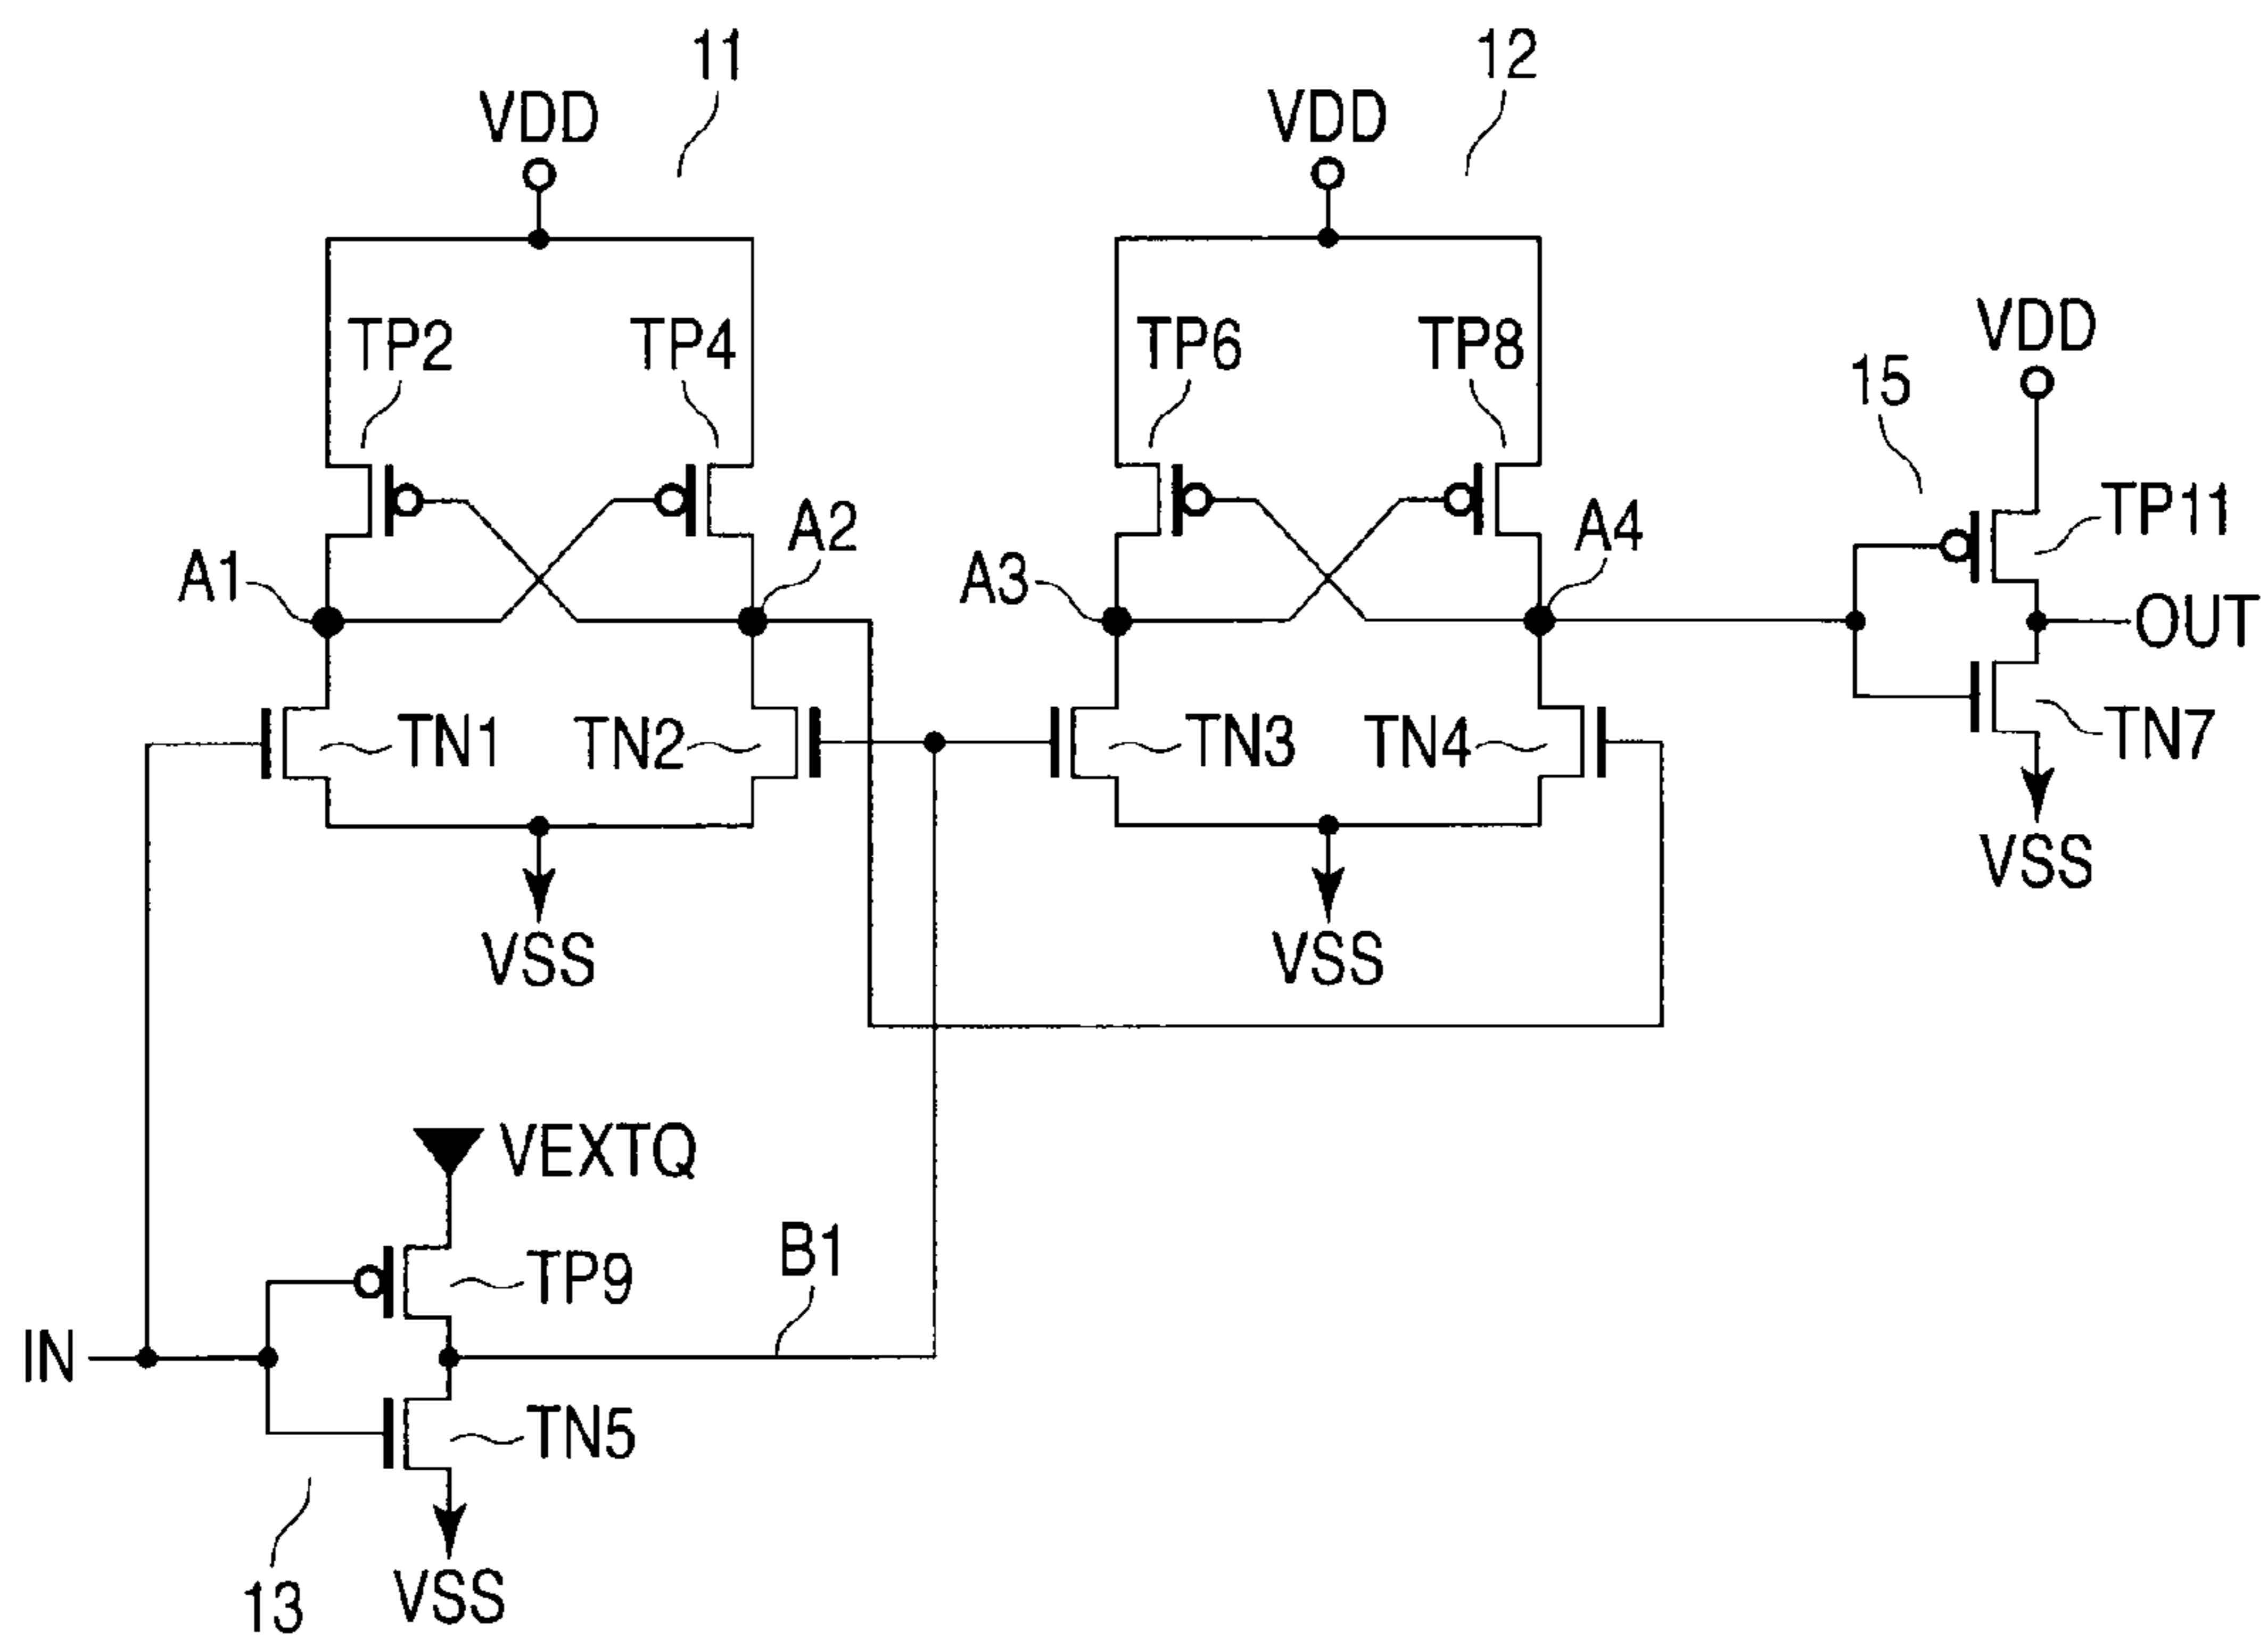 11
12
VDD
VDD
VDD
TP2
TP4
TP6
TP8
15
A2
A4
TP11
A1
A3
OUT
TN1
TN2
TN3
TN4
TN7
VSS
VSS
VSS
VEXTQ
B1
TP9
IN
TN5
VSS
13